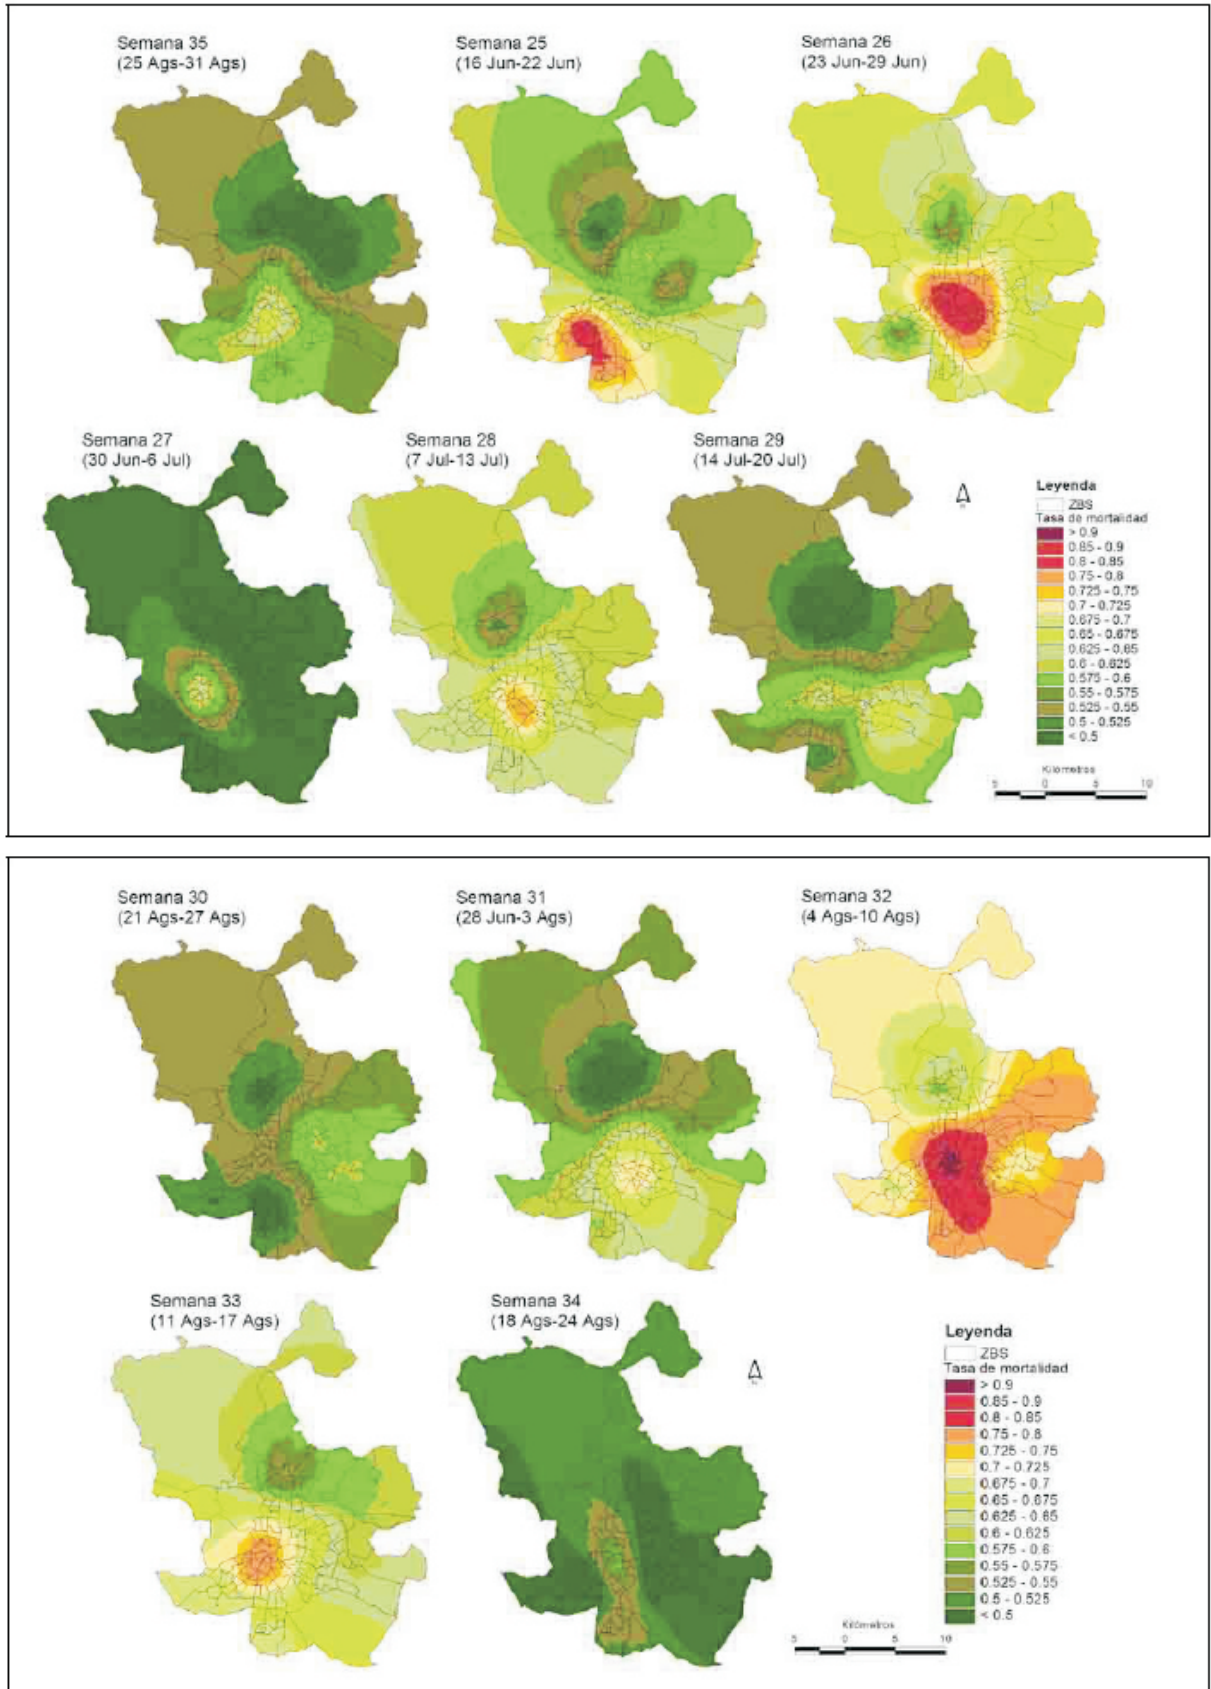 Semana 35
(25 Ags-31 Ags)
Semana 25
(16 Jun-22 Jun)
Semana 26
(23 Jun-29 Jun)
Semana 27
(30 Jun-6 Jul)
Semana 28
(7 Jul-13 Jul)
Semana 29
(14 Jul-20 Jul)
Leyenda
ZBS
Tasa de mortalidad
> 0.9
0.85 - 0.9
0.8 - 0.85
0.75 - 0.8
0.725 - 0.75
0.7 - 0.725
0.675 - 0.7
0.65 - 0.675
0.625 - 0.65
0.6 - 0.625
0.575 - 0.6
0.55 - 0.575
0.525 - 0.55
0.5 - 0.525
< 0.5
Kilómetros
5 0 5 10
Semana 30
(21 Ags-27 Ags)
Semana 31
(28 Jun-3 Ags)
Semana 32
(4 Ags-10 Ags)
Semana 33
(11 Ags-17 Ags)
Semana 34
(18 Ags-24 Ags)
Leyenda
ZBS
Tasa de mortalidad
> 0.9
0.85 - 0.9
0.8 - 0.85
0.75 - 0.8
0.725 - 0.75
0.7 - 0.725
0.675 - 0.7
0.65 - 0.675
0.625 - 0.65
0.6 - 0.625
0.575 - 0.6
0.55 - 0.575
0.525 - 0.55
0.5 - 0.525
< 0.5
Kilómetros
5 0 5 10